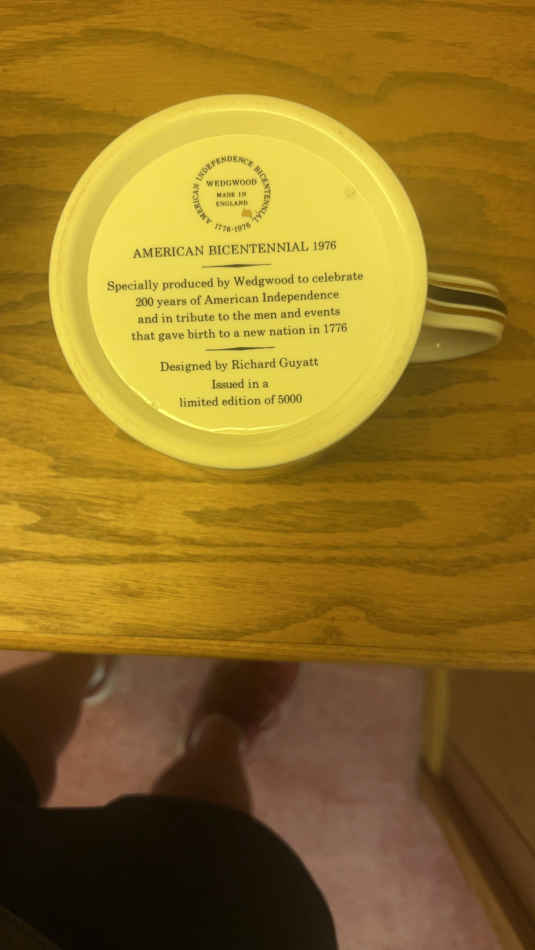 AMERICAN INDEPENDENCE BICENTENNIAL
WEDGWOOD
MADE IN
ENGLAND
1776-1976
AMERICAN BICENTENNIAL 1976
Specially produced by Wedgwood to celebrate
200 years of American Independence
and in tribute to the men and events
that gave birth to a new nation in 1776
Designed by Richard Guyatt
Issued in a
limited edition of 5000